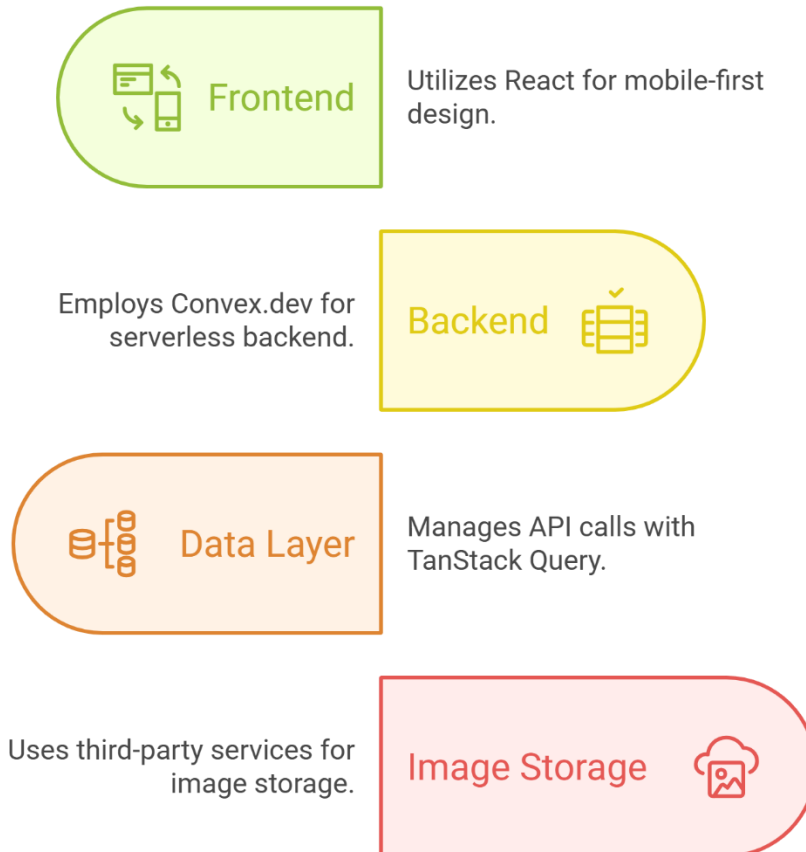 Frontend
Utilizes React for mobile-first
design.
Employs Convex.dev for
serverless backend.
Backend
Data Layer
Manages API calls with
TanStack Query.
Uses third-party services for
image storage.
Image Storage